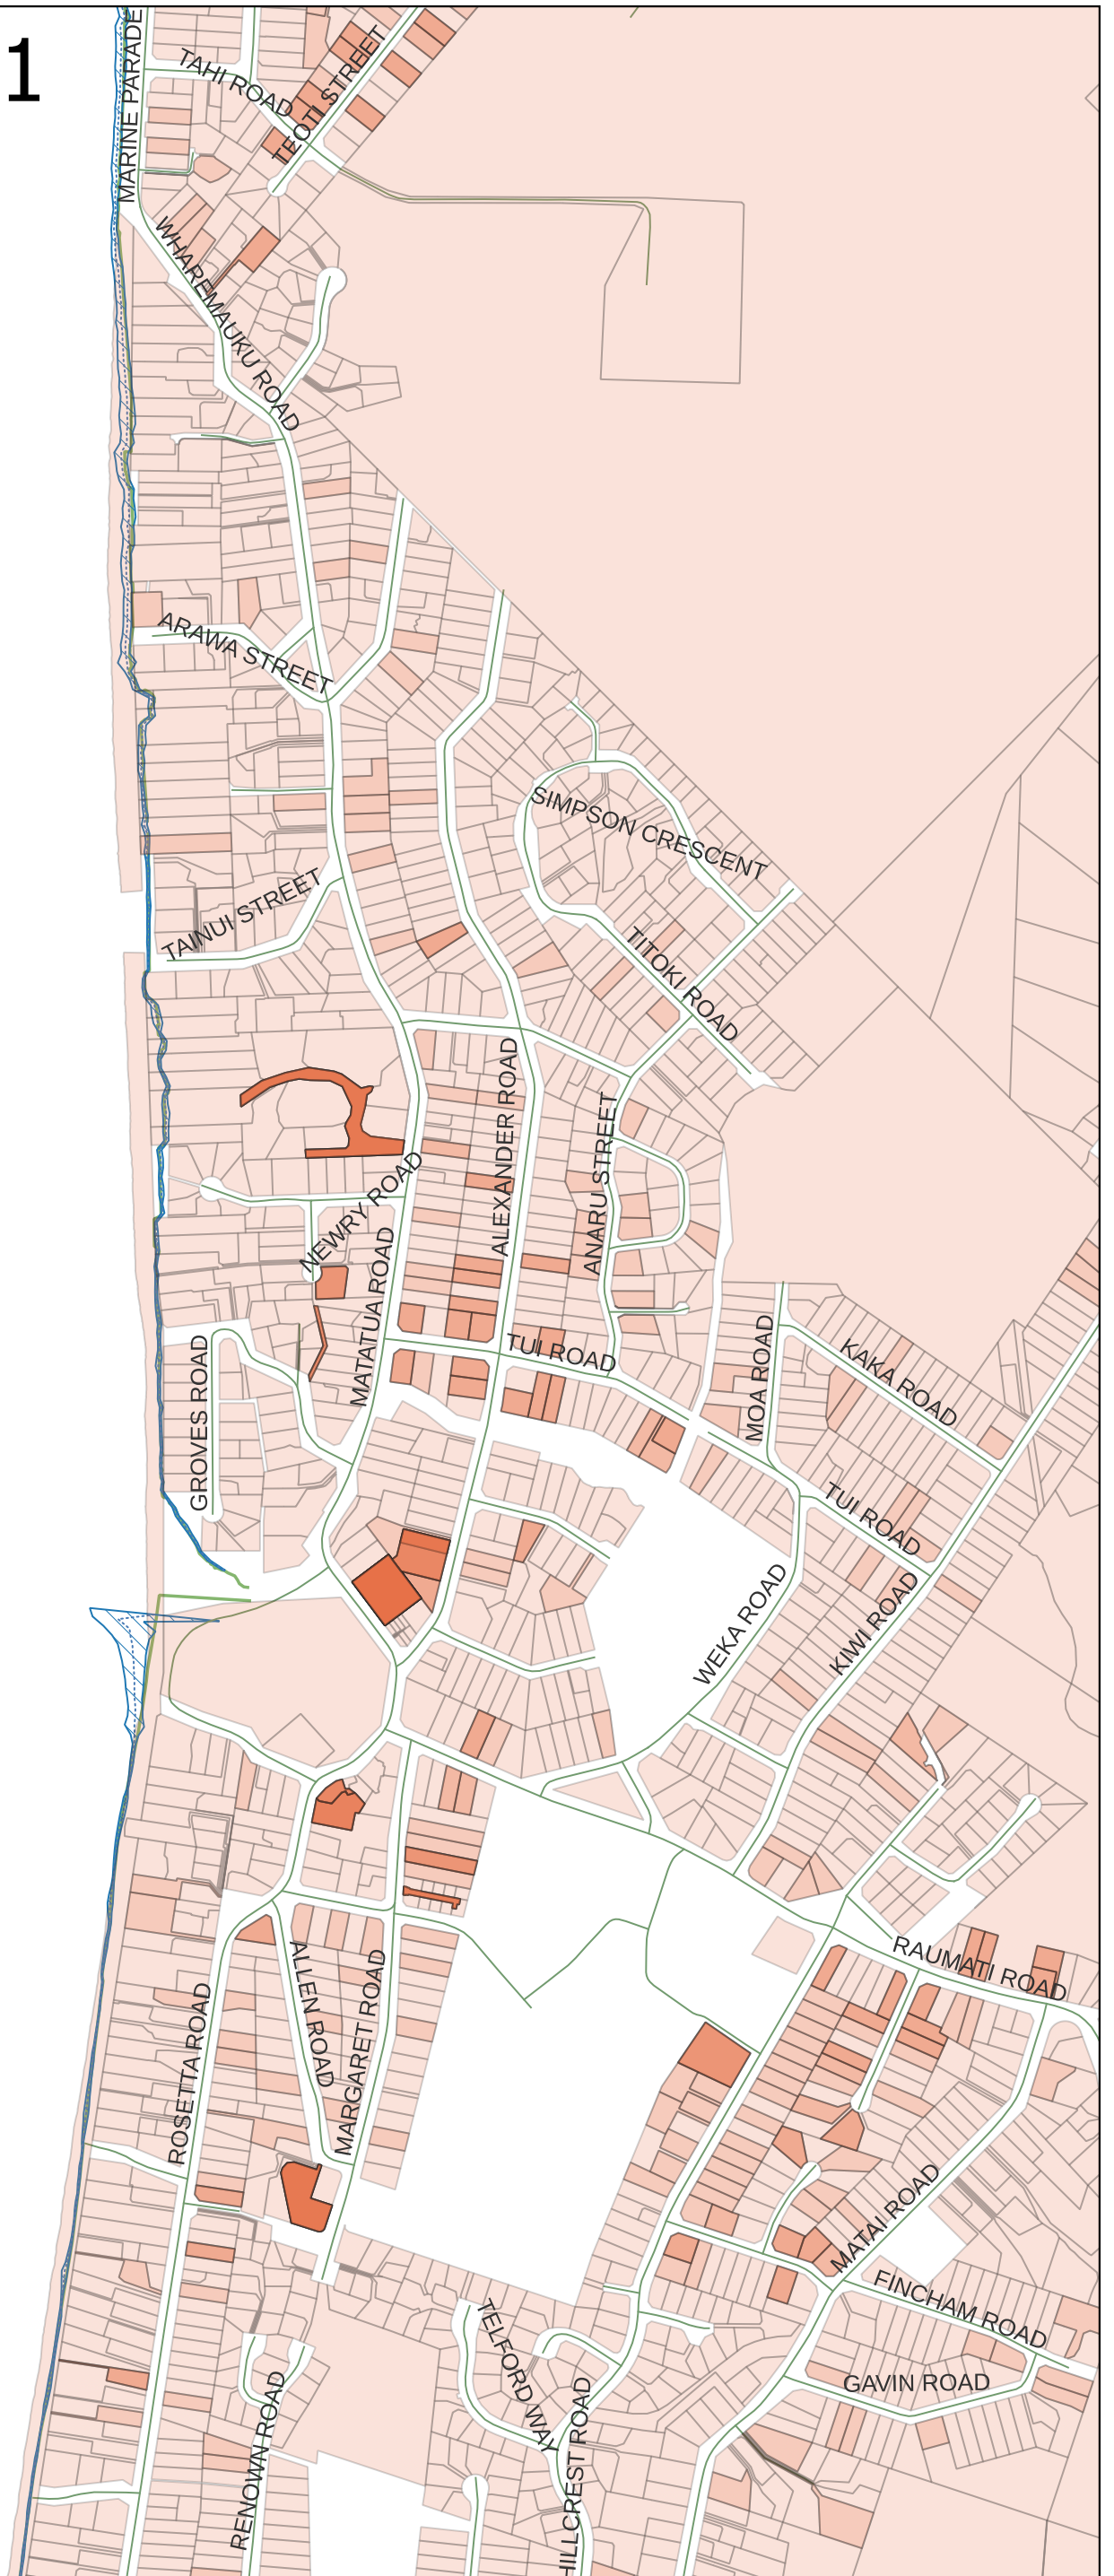 1
MARINE PARADE
TAHI ROAD
TEOTI STREET
WHAREMAUKU ROAD
ARAWA STREET
SIMPSON CRESCENT
TAINUI STREET
TITOKI ROAD
ALEXANDER ROAD
ANARU STREET
NEWRY ROAD
MATATUA ROAD
GROVES ROAD
TUI ROAD
MOA ROAD
KAKA ROAD
TUI ROAD
WEKA ROAD
KIWI ROAD
RAUMATI ROAD
ALLEN ROAD
MARGARET ROAD
ROSETTA ROAD
MATAI ROAD
FINCHAM ROAD
GAVIN ROAD
TELFORD WAY
RENOWN ROAD
HILLCREST ROAD